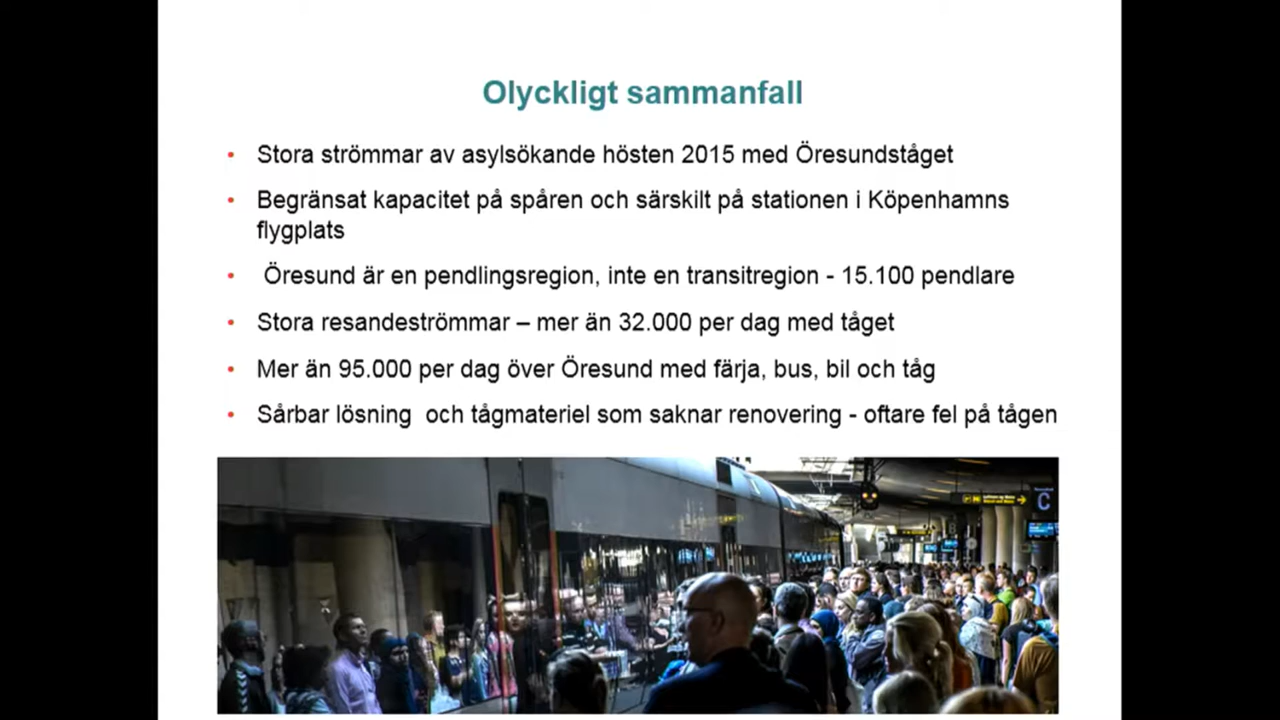 Olyckligt sammanfall
• Stora strömmar av asylsökande hösten 2015 med Öresundståget
• Begränsat kapacitet på spåren och särskilt på stationen i Köpenhamns
flygplats
• Öresund är en pendlingsregion, inte en transitregion - 15.100 pendlare
• Stora resandeströmmar – mer än 32.000 per dag med tåget
• Mer än 95.000 per dag över Öresund med färja, bus, bil och tåg
• Sårbar lösning och tågmateriel som saknar renovering - oftare fel på tågen
C